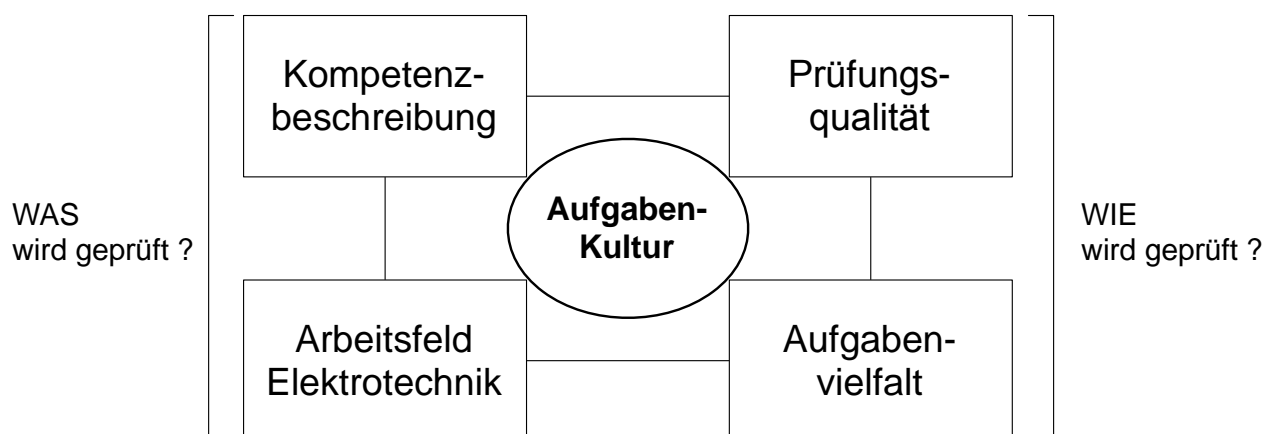 Kompetenz-
beschreibung
Prüfungs-
qualität
WAS
wird geprüft ?
Aufgaben-
Kultur
WIE
wird geprüft ?
Arbeitsfeld
Elektrotechnik
Aufgaben-
vielfalt